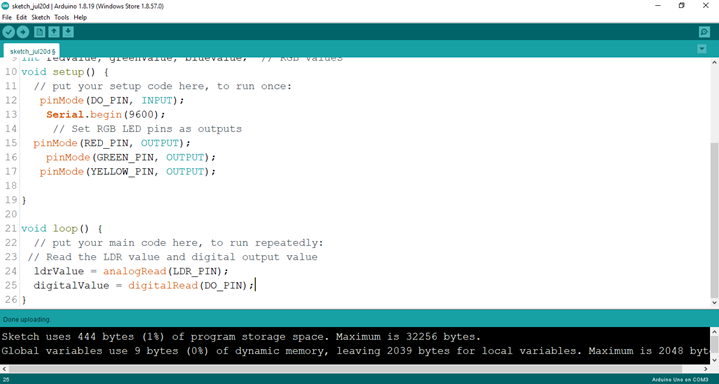 sketch_jul20d | Arduino 1.8.19 (Windows Store 1.8.57.0)
File Edit Sketch Tools Help
sketch_jul20d §
9 int redValue, greenValue, blueValue; // RGB values
10 void setup() {
11 // put your setup code here, to run once:
12 pinMode(DO_PIN, INPUT);
13 Serial.begin(9600);
14 // Set RGB LED pins as outputs
15 pinMode(RED_PIN, OUTPUT);
16 pinMode(GREEN_PIN, OUTPUT);
17 pinMode(YELLOW_PIN, OUTPUT);
18
19 }
20
21 void loop() {
22 // put your main code here, to run repeatedly:
23 // Read the LDR value and digital output value
24 ldrValue = analogRead(LDR_PIN);
25 digitalValue = digitalRead(DO_PIN);
26 }
Done uploading.
Sketch uses 444 bytes (1%) of program storage space. Maximum is 32256 bytes.
Global variables use 9 bytes (0%) of dynamic memory, leaving 2039 bytes for local variables. Maximum is 2048 byt
25 Arduino Uno on COM3